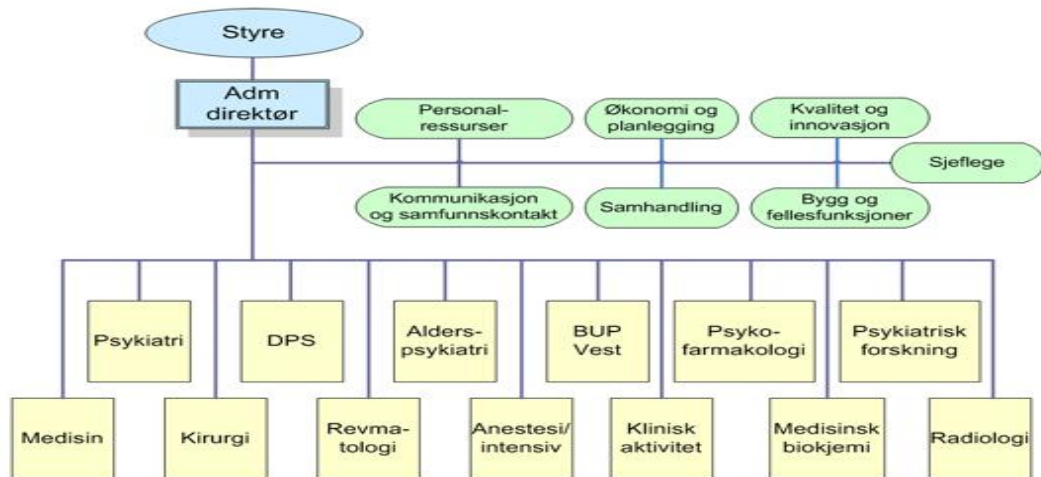 Styre
Adm
direktør
Personal-
ressurser
Økonomi og
planlegging
Kvalitet og
innovasjon
Sjeflege
Kommunikasjon
og samfunnskontakt
Samhandling
Bygg og
fellesfunksjoner
Psykiatri
DPS
Alders-
psykiatri
BUP
Vest
Psyko-
farmakologi
Psykiatrisk
forskning
Medisin
Kirurgi
Revma-
tologi
Anestesi/
intensiv
Klinisk
aktivitet
Medisinsk
biokjemi
Radiologi